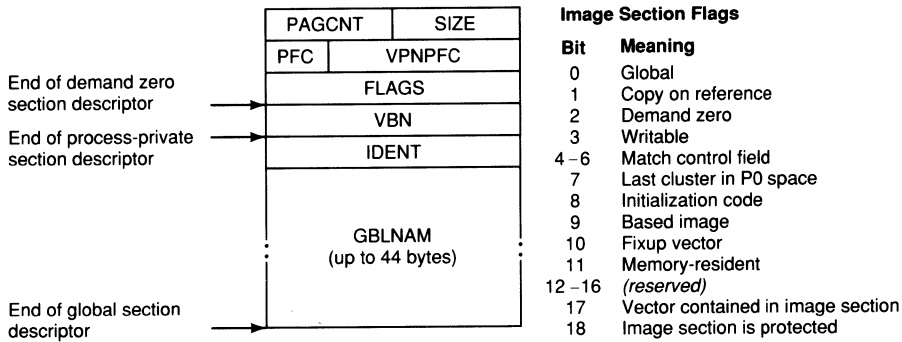 PAGCNT SIZE
PFC VPNPFC
FLAGS
VBN
IDENT
GBLNAM
(up to 44 bytes)
End of demand zero
section descriptor
End of process-private
section descriptor
End of global section
descriptor
Image Section Flags
Bit Meaning
0 Global
1 Copy on reference
2 Demand zero
3 Writable
4–6 Match control field
7 Last cluster in P0 space
8 Initialization code
9 Based image
10 Fixup vector
11 Memory-resident
12–16 (reserved)
17 Vector contained in image section
18 Image section is protected